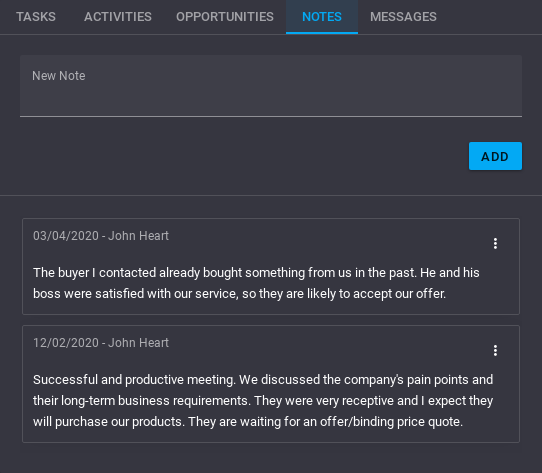 TASKS ACTIVITIES OPPORTUNITIES NOTES MESSAGES
New Note
ADD
03/04/2020 - John Heart
The buyer I contacted already bought something from us in the past. He and his
boss were satisfied with our service, so they are likely to accept our offer.
12/02/2020 - John Heart
Successful and productive meeting. We discussed the company's pain points and
their long-term business requirements. They were very receptive and I expect they
will purchase our products. They are waiting for an offer/binding price quote.